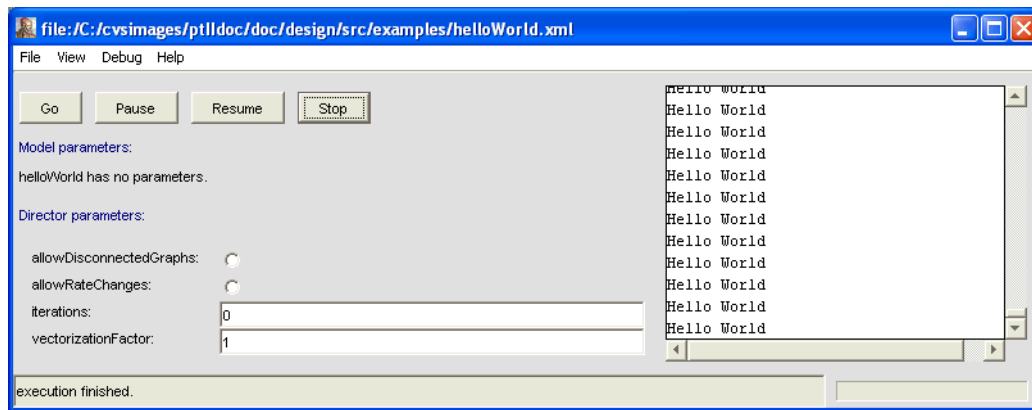 file:/C:/cvsimages/ptIIdoc/doc/design/src/examples/helloWorld.xml
File View Debug Help
Go Pause Resume Stop
Model parameters:
helloWorld has no parameters.
Director parameters:
allowDisconnectedGraphs:
allowRateChanges:
iterations: 0
vectorizationFactor: 1
Hello World
Hello World
Hello World
Hello World
Hello World
Hello World
Hello World
Hello World
Hello World
Hello World
Hello World
Hello World
execution finished.